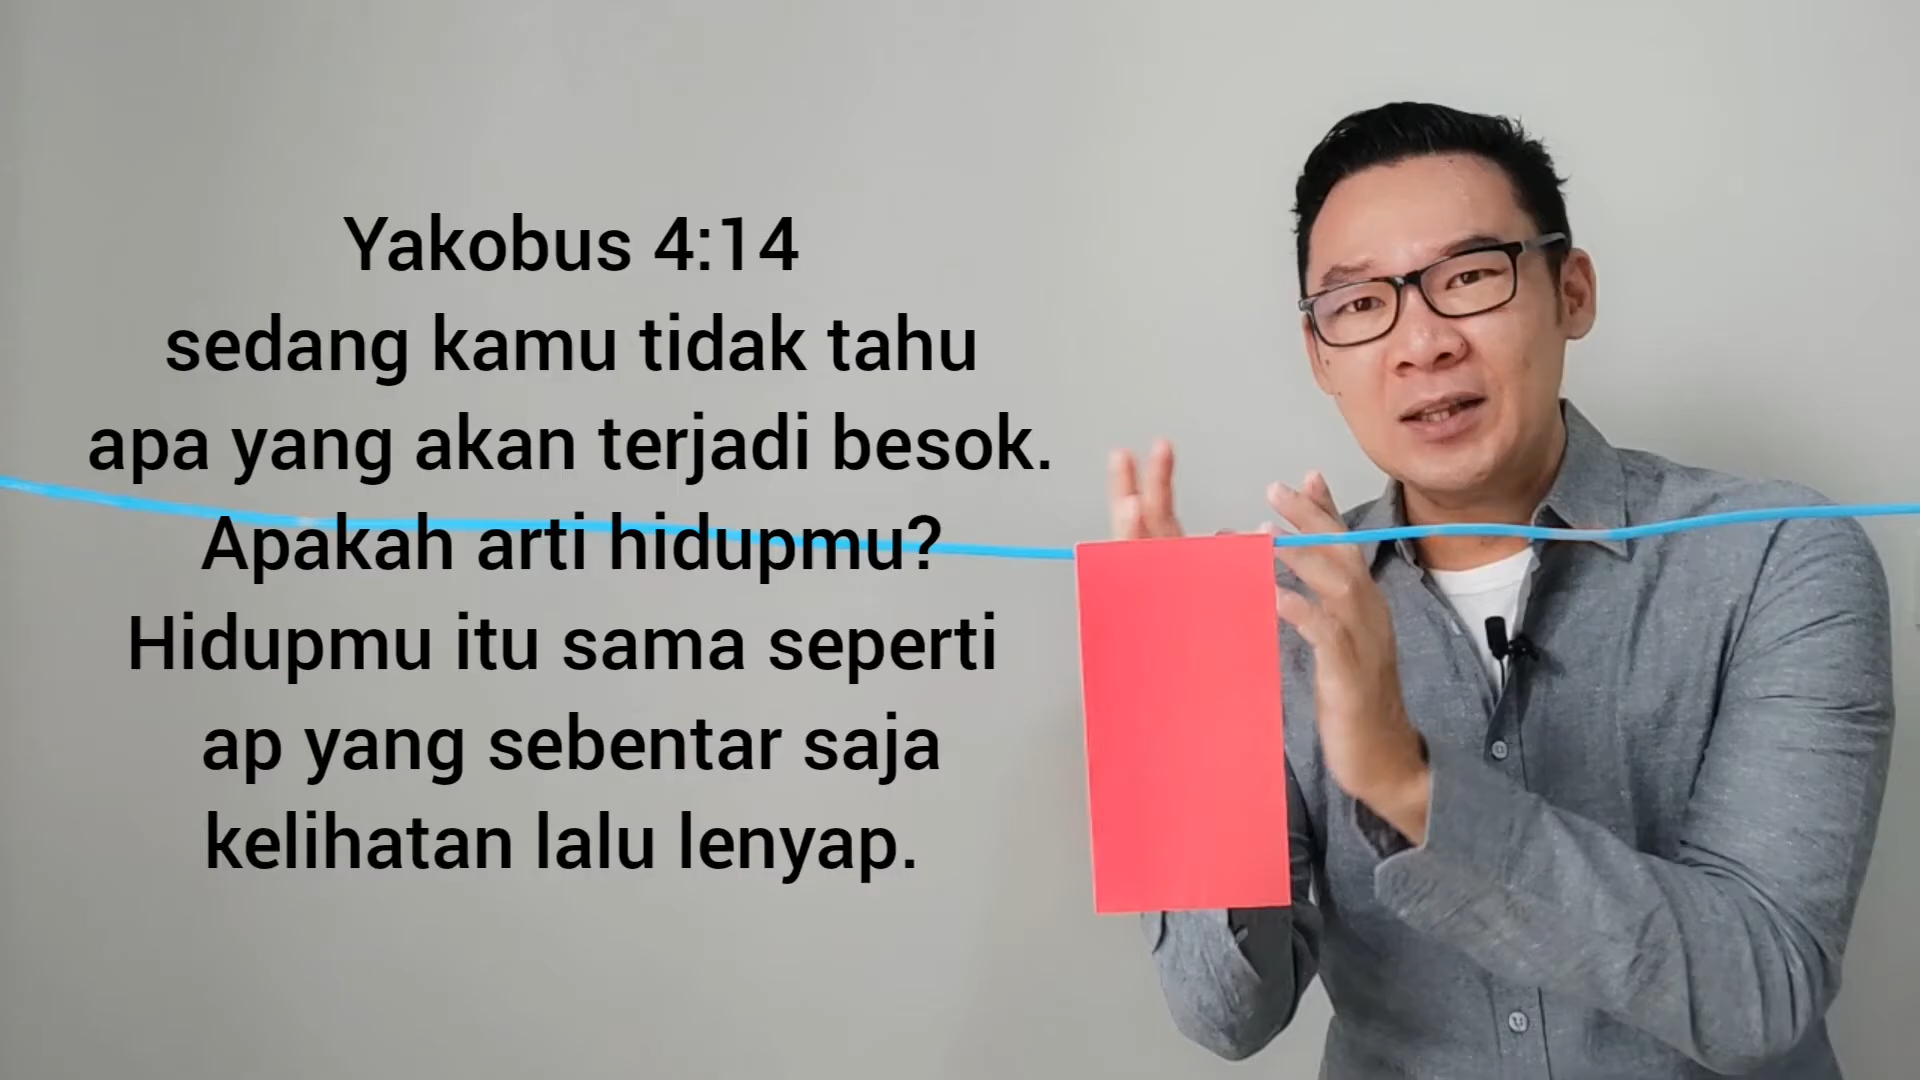 Yakobus 4:14
sedang kamu tidak tahu
apa yang akan terjadi besok.
Apakah arti hidupmu?
Hidupmu itu sama seperti
ap yang sebentar saja
kelihatan lalu lenyap.